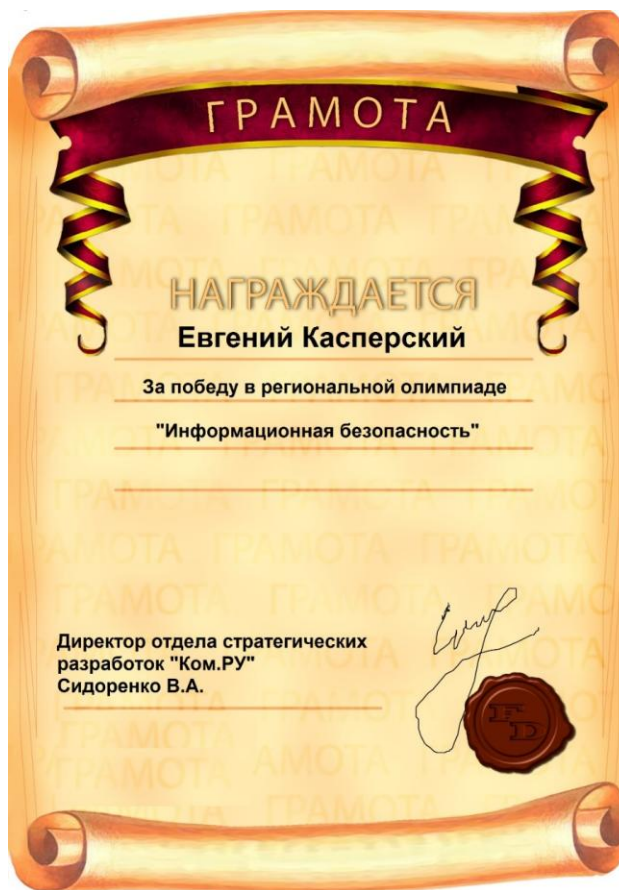 ГРАМОТА
НАГРАЖДАЕТСЯ
Евгений Касперский
За победу в региональной олимпиаде
"Информационная безопасность"
Директор отдела стратегических
разработок "Ком.РУ"
Сидоренко В.А.